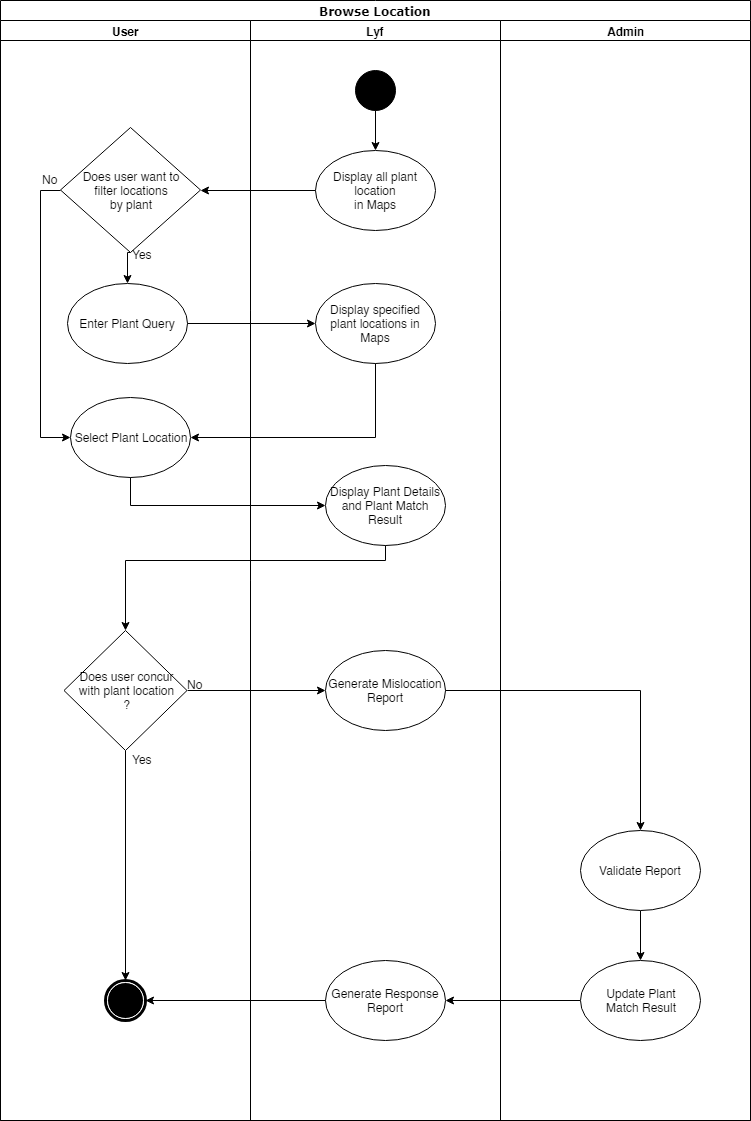 Browse Location
User
Lyf
Admin
Display all plant
location
in Maps
Does user want to
filter locations
by plant
No
Yes
Enter Plant Query
Display specified
plant locations in
Maps
Select Plant Location
Display Plant Details
and Plant Match
Result
Does user concur
with plant location
?
No
Yes
Generate Mislocation
Report
Validate Report
Update Plant
Match Result
Generate Response
Report